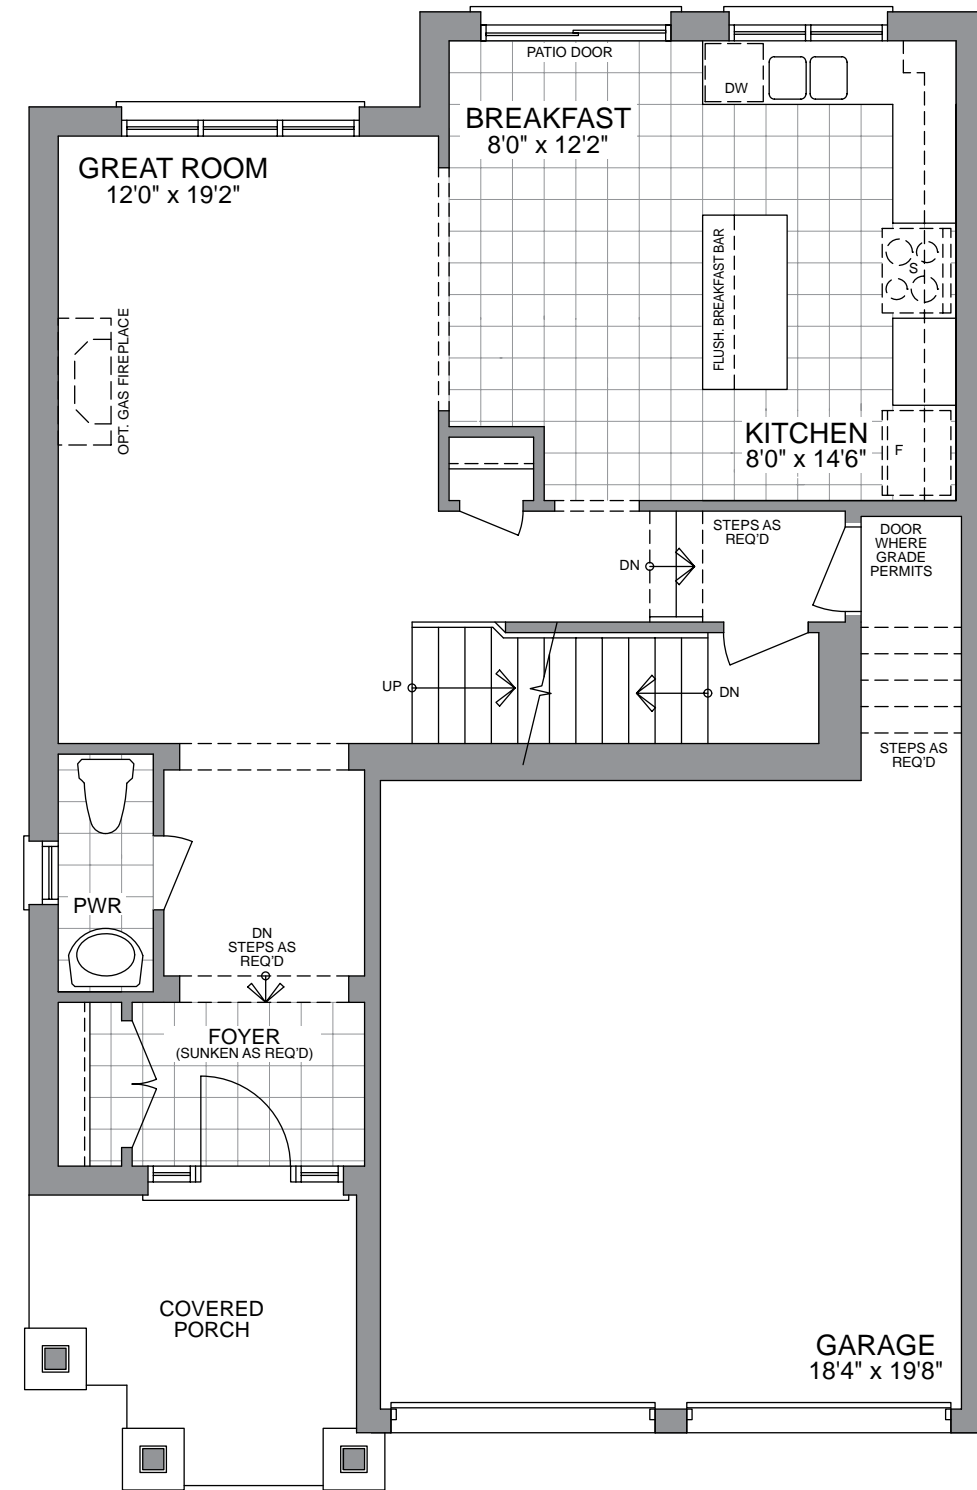 PATIO DOOR
DW
BREAKFAST
8'0" x 12'2"
GREAT ROOM
12'0" x 19'2"
FLUSH. BREAKFAST BAR
S
OPT. GAS FIREPLACE
KITCHEN
8'0" x 14'6"
F
STEPS AS
REQ'D
DOOR
WHERE
GRADE
PERMITS
DN
UP
DN
STEPS AS
REQ'D
PWR
DN
STEPS AS
REQ'D
FOYER
(SUNKEN AS REQ'D)
COVERED
PORCH
GARAGE
18'4" x 19'8"